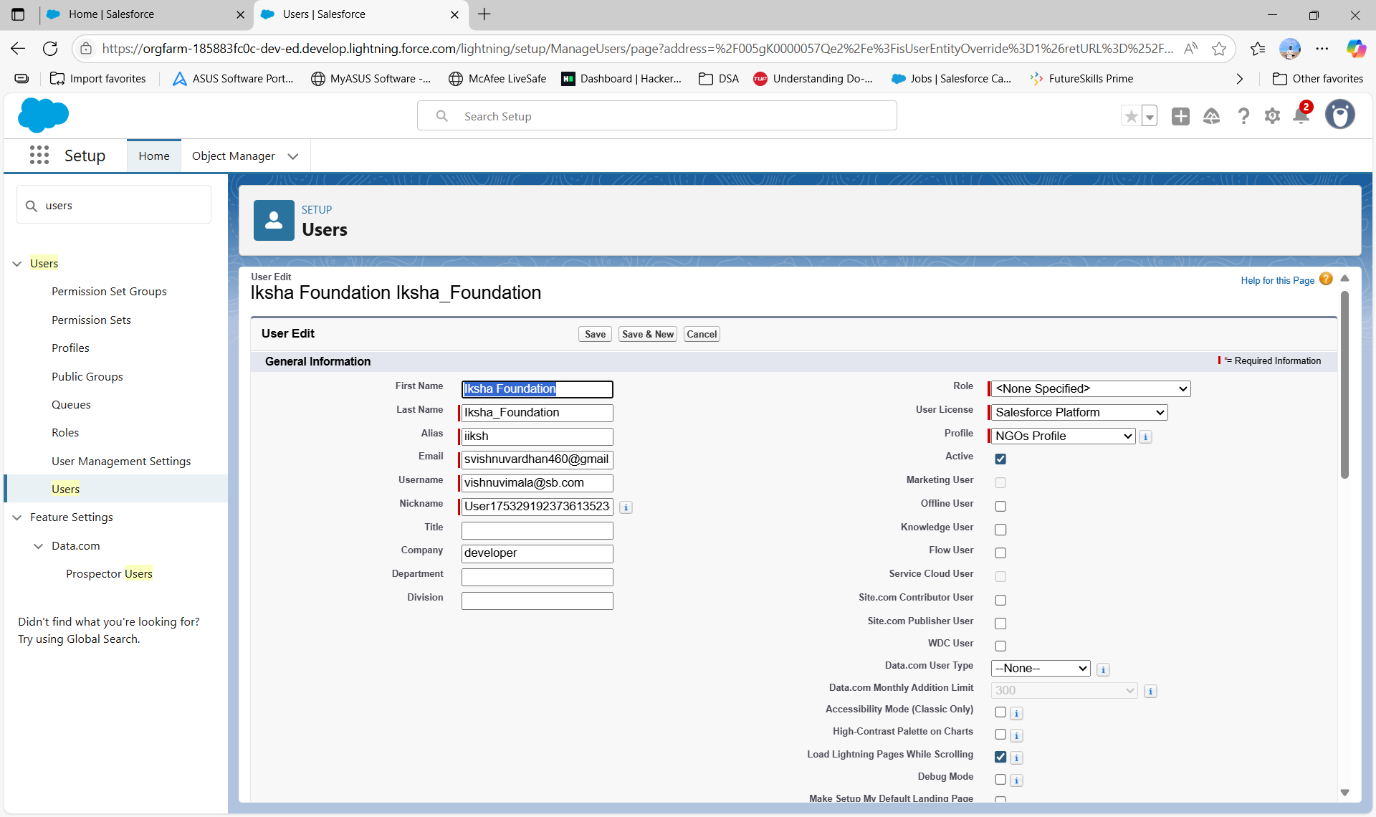 Home | Salesforce
Users | Salesforce
https://orgfarm-185883fc0c-dev-ed.develop.lightning.force.com/lightning/setup/ManageUsers/page?address=%2F005gK0000057Qe2%2Fe%3FisUserEntityOverride%3D1%26retURL%3D%252F...
Import favorites
ASUS Software Port...
MyASUS Software -...
McAfee LiveSafe
Dashboard | Hacker...
DSA
Understanding Do-...
Jobs | Salesforce Ca...
FutureSkills Prime
Other favorites
Search Setup
2
Setup
Home
Object Manager
users
Users
Permission Set Groups
Permission Sets
Profiles
Public Groups
Queues
Roles
User Management Settings
Users
Feature Settings
Data.com
Prospector Users
Didn't find what you're looking for?
Try using Global Search.
SETUP
Users
User Edit
Iksha Foundation Iksha_Foundation
Help for this Page
User Edit
Save
Save & New
Cancel
General Information
= Required Information
First Name Iksha Foundation
Last Name Iksha_Foundation
Alias iiksh
Email svishnuvardhan460@gmail
Username vishnuvimala@sb.com
Nickname User175329192373613523
Title
Company developer
Department
Division
Role <None Specified>
User License Salesforce Platform
Profile NGOs Profile
Active
Marketing User
Offline User
Knowledge User
Flow User
Service Cloud User
Site.com Contributor User
Site.com Publisher User
WDC User
Data.com User Type --None--
Data.com Monthly Addition Limit 300
Accessibility Mode (Classic Only)
High-Contrast Palette on Charts
Load Lightning Pages While Scrolling
Debug Mode
Make Setup My Default Landing Page